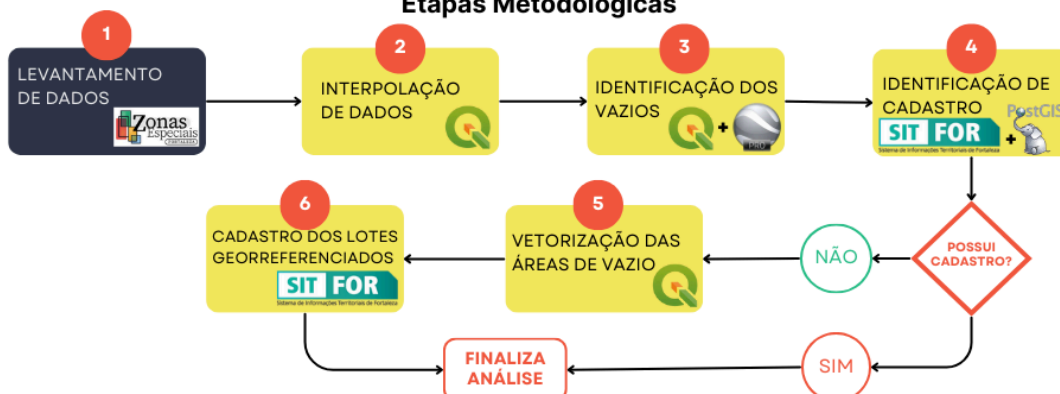 Etapas Metodológicas
1
LEVANTAMENTO
DE DADOS
Zonas
Especiais
FORTALEZA
2
INTERPOLAÇÃO
DE DADOS
3
IDENTIFICAÇÃO DOS
VAZIOS
+
PRO
4
IDENTIFICAÇÃO DE
CADASTRO
PostGIS
SIT FOR
+
Sistema de Informações Territoriais de Fortaleza
POSSUI
CADASTRO?
NÃO
5
VETORIZAÇÃO DAS
ÁREAS DE VAZIO
6
CADASTRO DOS LOTES
GEORREFERENCIADOS
SIT FOR
Sistema de Informações Territoriais de Fortaleza
SIM
FINALIZA
ANÁLISE